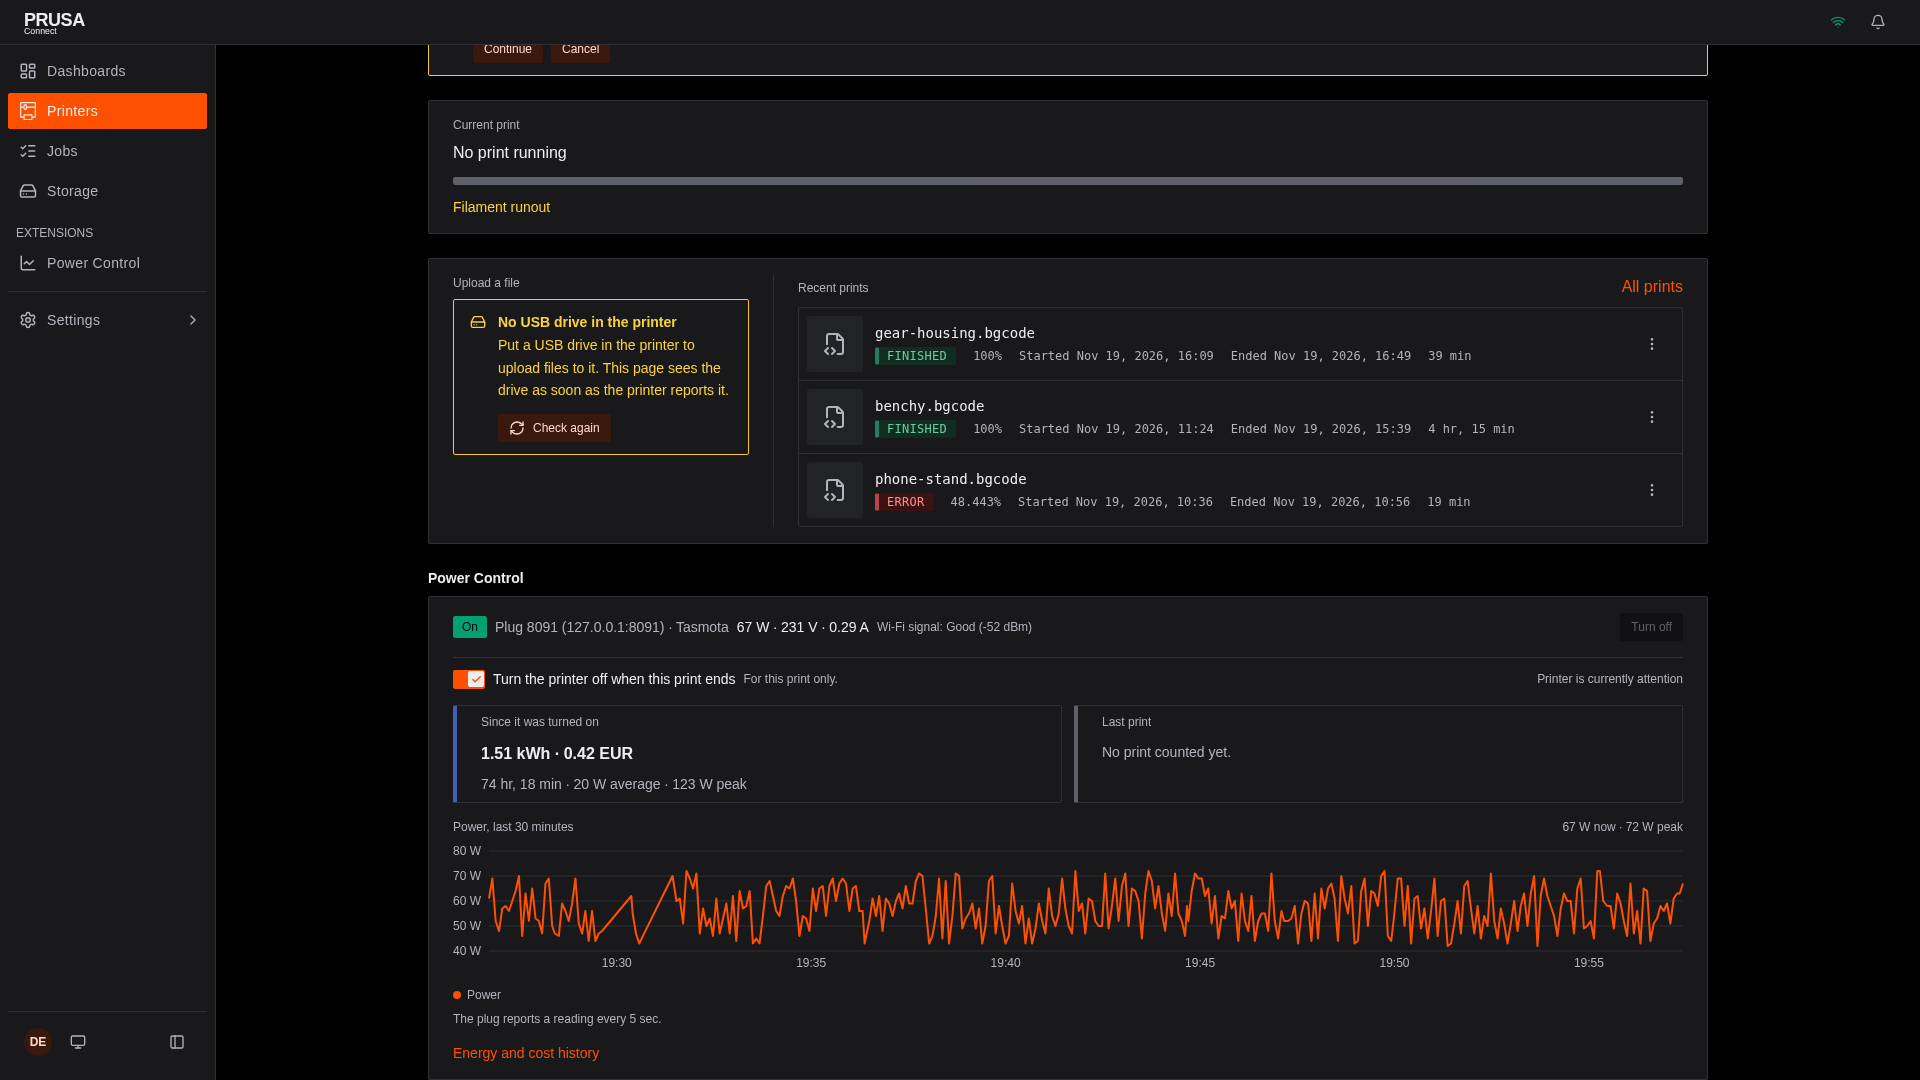 PRUSA
Connect
Dashboards
Printers
Jobs
Storage
EXTENSIONS
Power Control
Settings
DE
Continue
Cancel
Current print
No print running
Filament runout
Upload a file
No USB drive in the printer
Put a USB drive in the printer to
upload files to it. This page sees the
drive as soon as the printer reports it.
Check again
Recent prints
All prints
gear-housing.bgcode
FINISHED 100% Started Nov 19, 2026, 16:09 Ended Nov 19, 2026, 16:49 39 min
benchy.bgcode
FINISHED 100% Started Nov 19, 2026, 11:24 Ended Nov 19, 2026, 15:39 4 hr, 15 min
phone-stand.bgcode
ERROR 48.443% Started Nov 19, 2026, 10:36 Ended Nov 19, 2026, 10:56 19 min
Power Control
On Plug 8091 (127.0.0.1:8091) · Tasmota 67 W · 231 V · 0.29 A Wi-Fi signal: Good (-52 dBm) Turn off
Turn the printer off when this print ends For this print only. Printer is currently attention
Since it was turned on
1.51 kWh · 0.42 EUR
74 hr, 18 min · 20 W average · 123 W peak
Last print
No print counted yet.
Power, last 30 minutes 67 W now · 72 W peak
80 W
70 W
60 W
50 W
40 W
19:30 19:35 19:40 19:45 19:50 19:55
Power
The plug reports a reading every 5 sec.
Energy and cost history